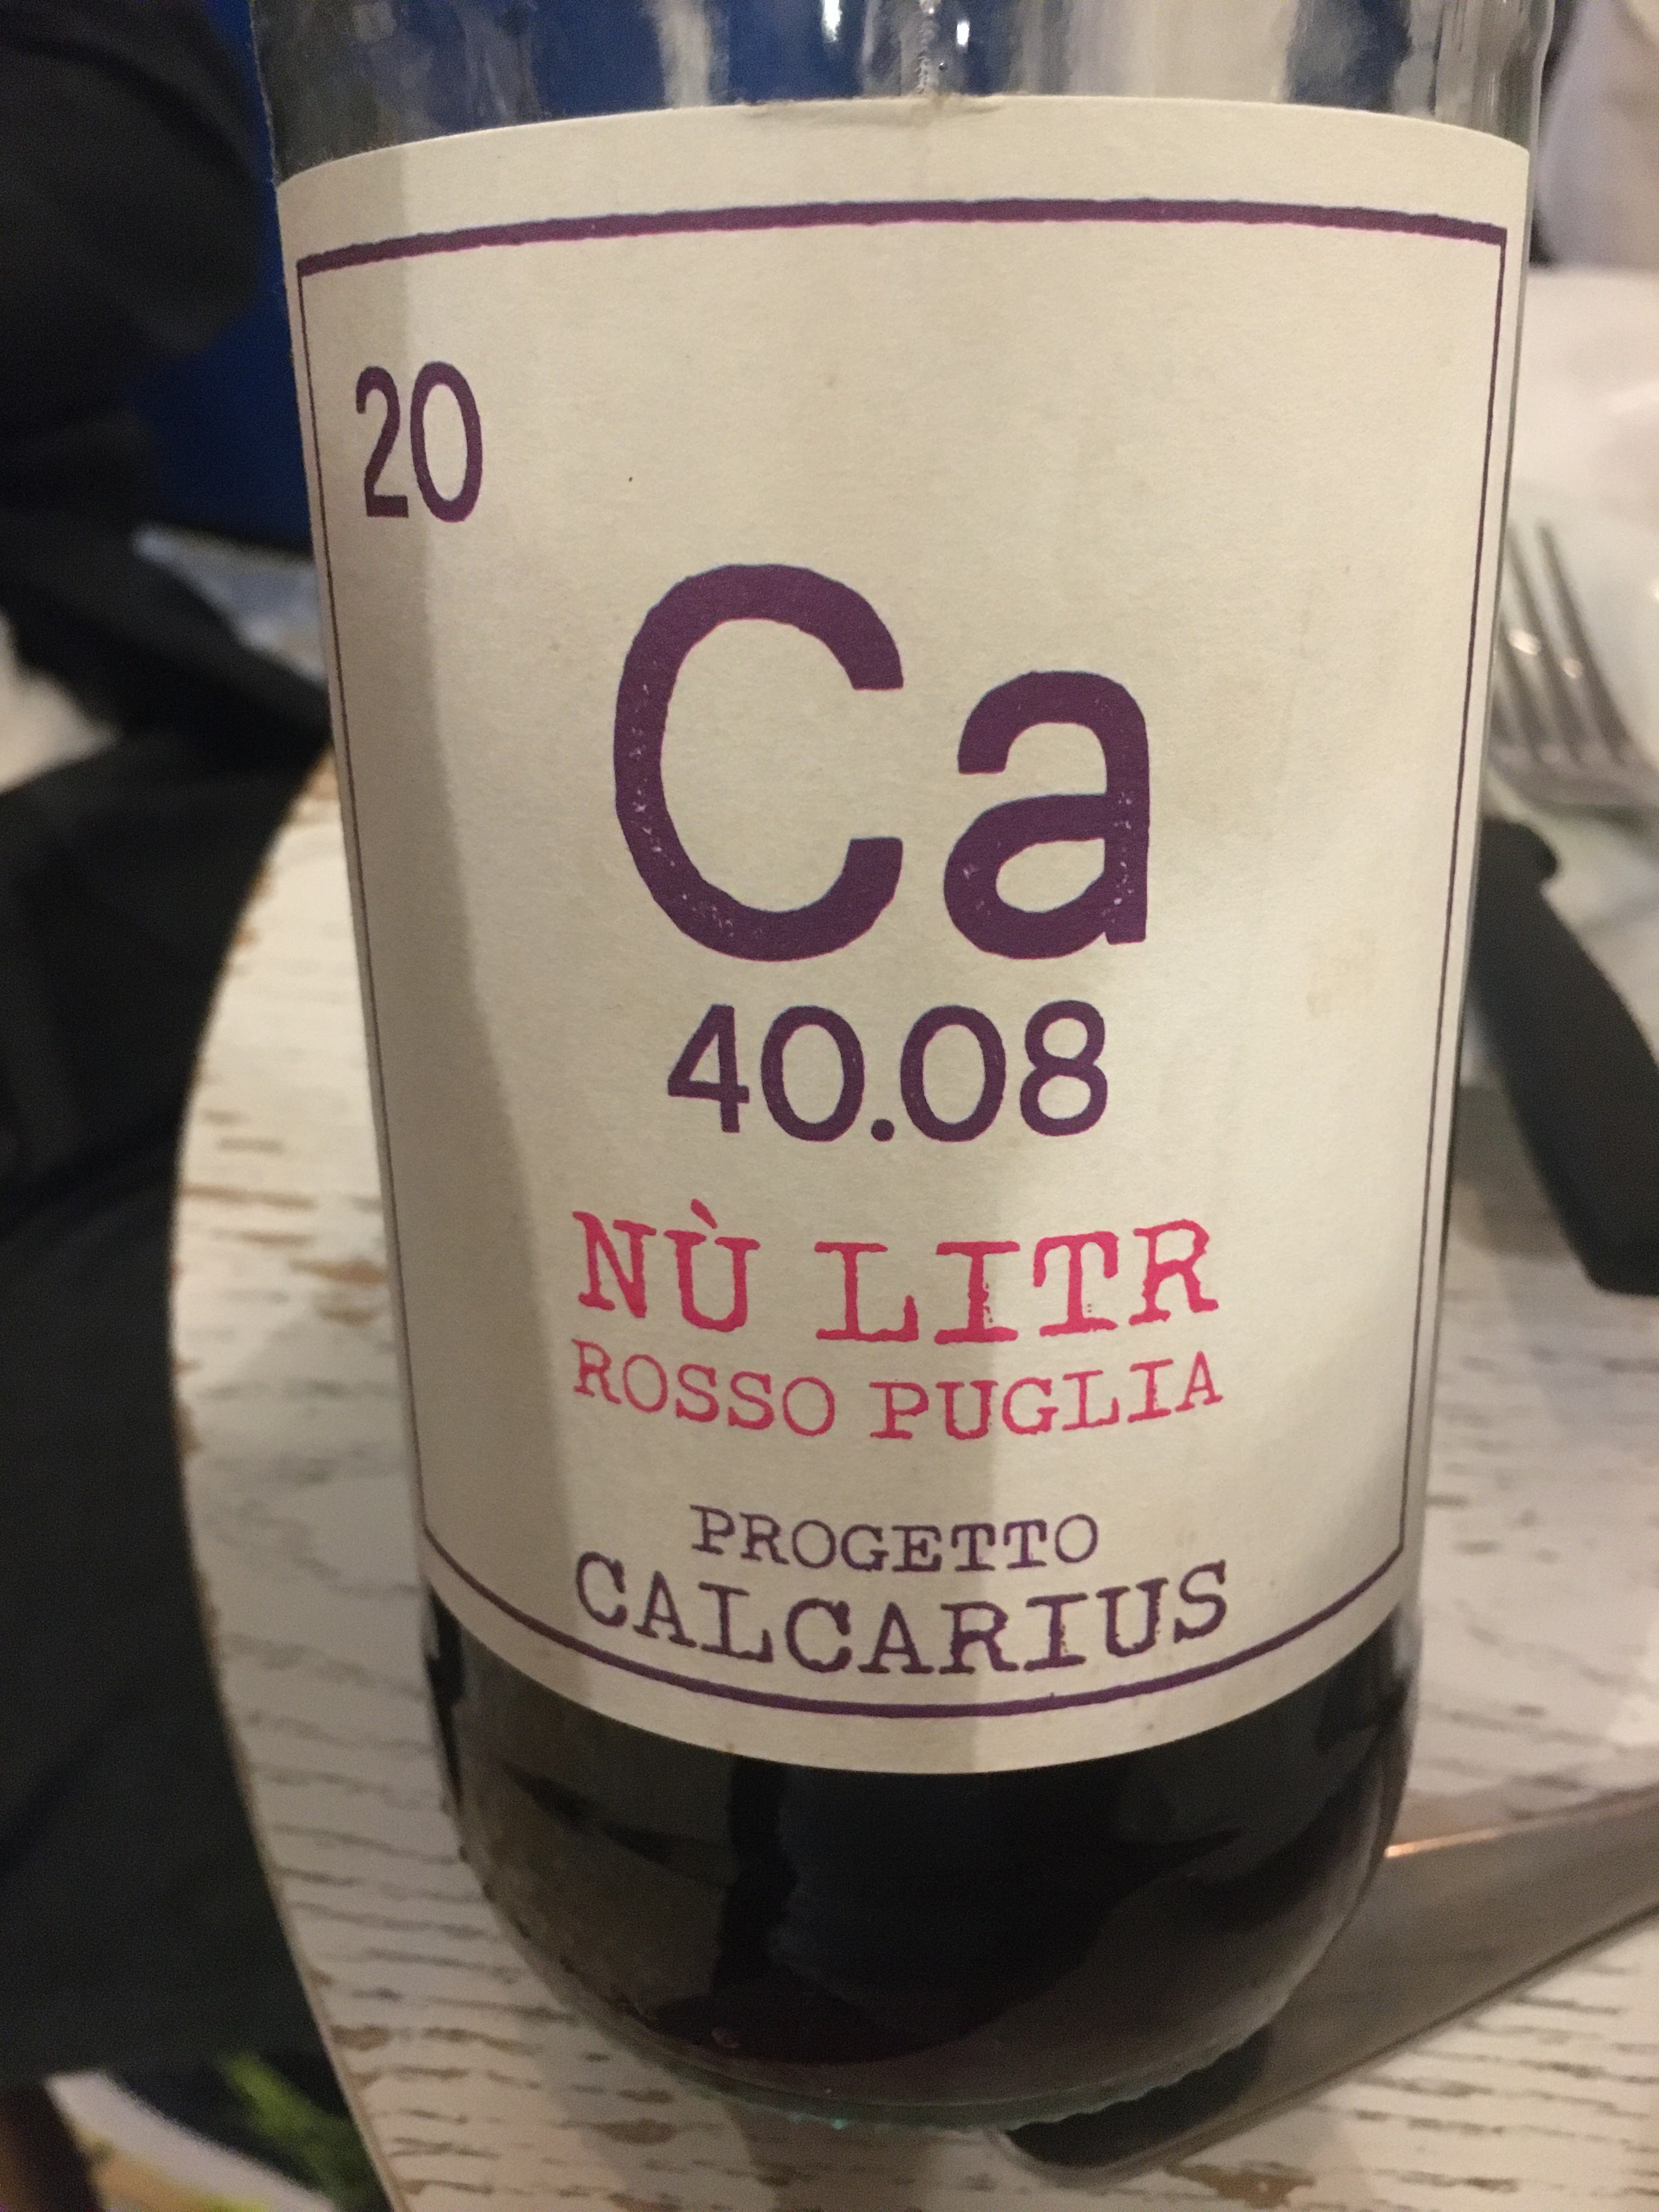 20
Ca
40.08
NÙ LITR
ROSSO PUGLIA
PROGETTO
CALCARIUS